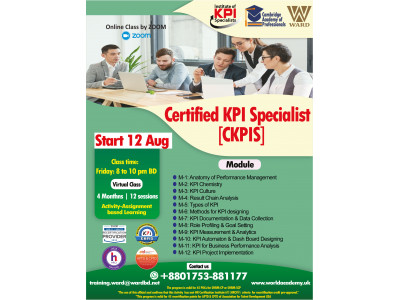 Online Class by ZOOM
zoom
Institute of
KPI
Specialists
Cambridge
Academy of
Professionals
WARD
Certified KPI Specialist
[CKPIS]
Start 12 Aug
Class time:
Friday: 8 to 10 pm BD
Virtual Class
4 Monthns | 12 sessions
Activity-Assignment
based Learning
PROVIDER
Module
M-1: Anatomy of Performance Management
M-2: KPI Chemistry
M-3: KPI Culture
M-4: Result Chain Analysis
M-5: Types of KPI
M-6: Methods for KPI designing
M-7: KPI Documentation & Data Collection
M-8: Role Profiling & Goal Setting
M-9: KPI Measurement & Analytics
M-10: KPI Automation & Dash Board Designing
M-11: KPI for Business Performance Analysis
M-12: KPI Project Implementation
Contact us
+8801753-881177
training.ward@wardbd.net
www.worldacademy.uk